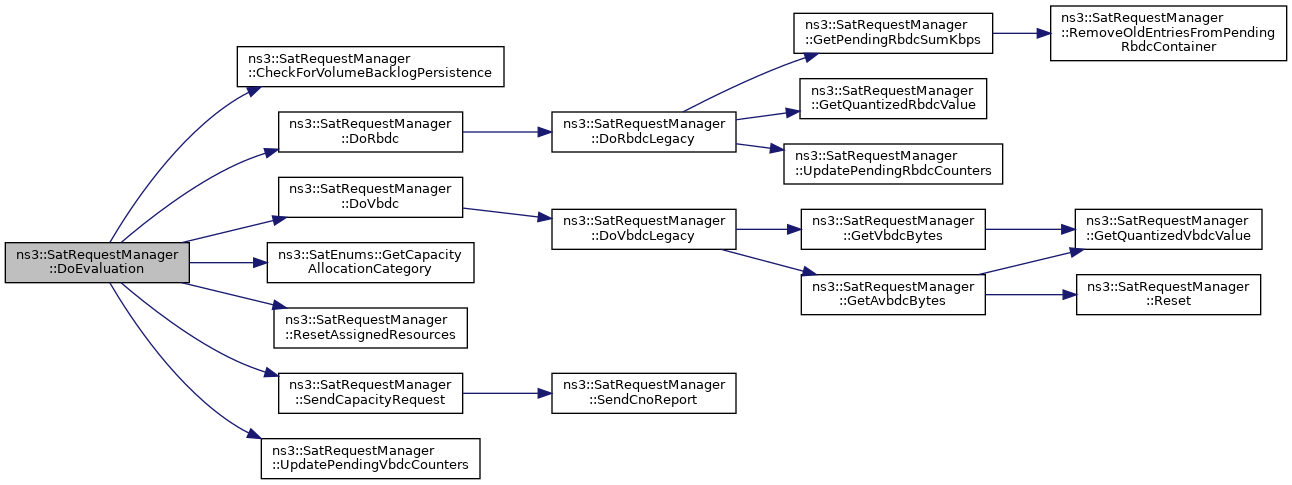 ns3::SatRequestManager
::DoEvaluation
ns3::SatRequestManager
::CheckForVolumeBacklogPersistence
ns3::SatRequestManager
::DoRbdc
ns3::SatRequestManager
::DoVbdc
ns3::SatEnums::GetCapacity
AllocationCategory
ns3::SatRequestManager
::ResetAssignedResources
ns3::SatRequestManager
::SendCapacityRequest
ns3::SatRequestManager
::UpdatePendingVbdcCounters
ns3::SatRequestManager
::DoRbdcLegacy
ns3::SatRequestManager
::DoVbdcLegacy
ns3::SatRequestManager
::SendCnoReport
ns3::SatRequestManager
::GetPendingRbdcSumKbps
ns3::SatRequestManager
::GetQuantizedRbdcValue
ns3::SatRequestManager
::UpdatePendingRbdcCounters
ns3::SatRequestManager
::GetVbdcBytes
ns3::SatRequestManager
::GetAvbdcBytes
ns3::SatRequestManager
::RemoveOldEntriesFromPending
RbdcContainer
ns3::SatRequestManager
::GetQuantizedVbdcValue
ns3::SatRequestManager
::Reset